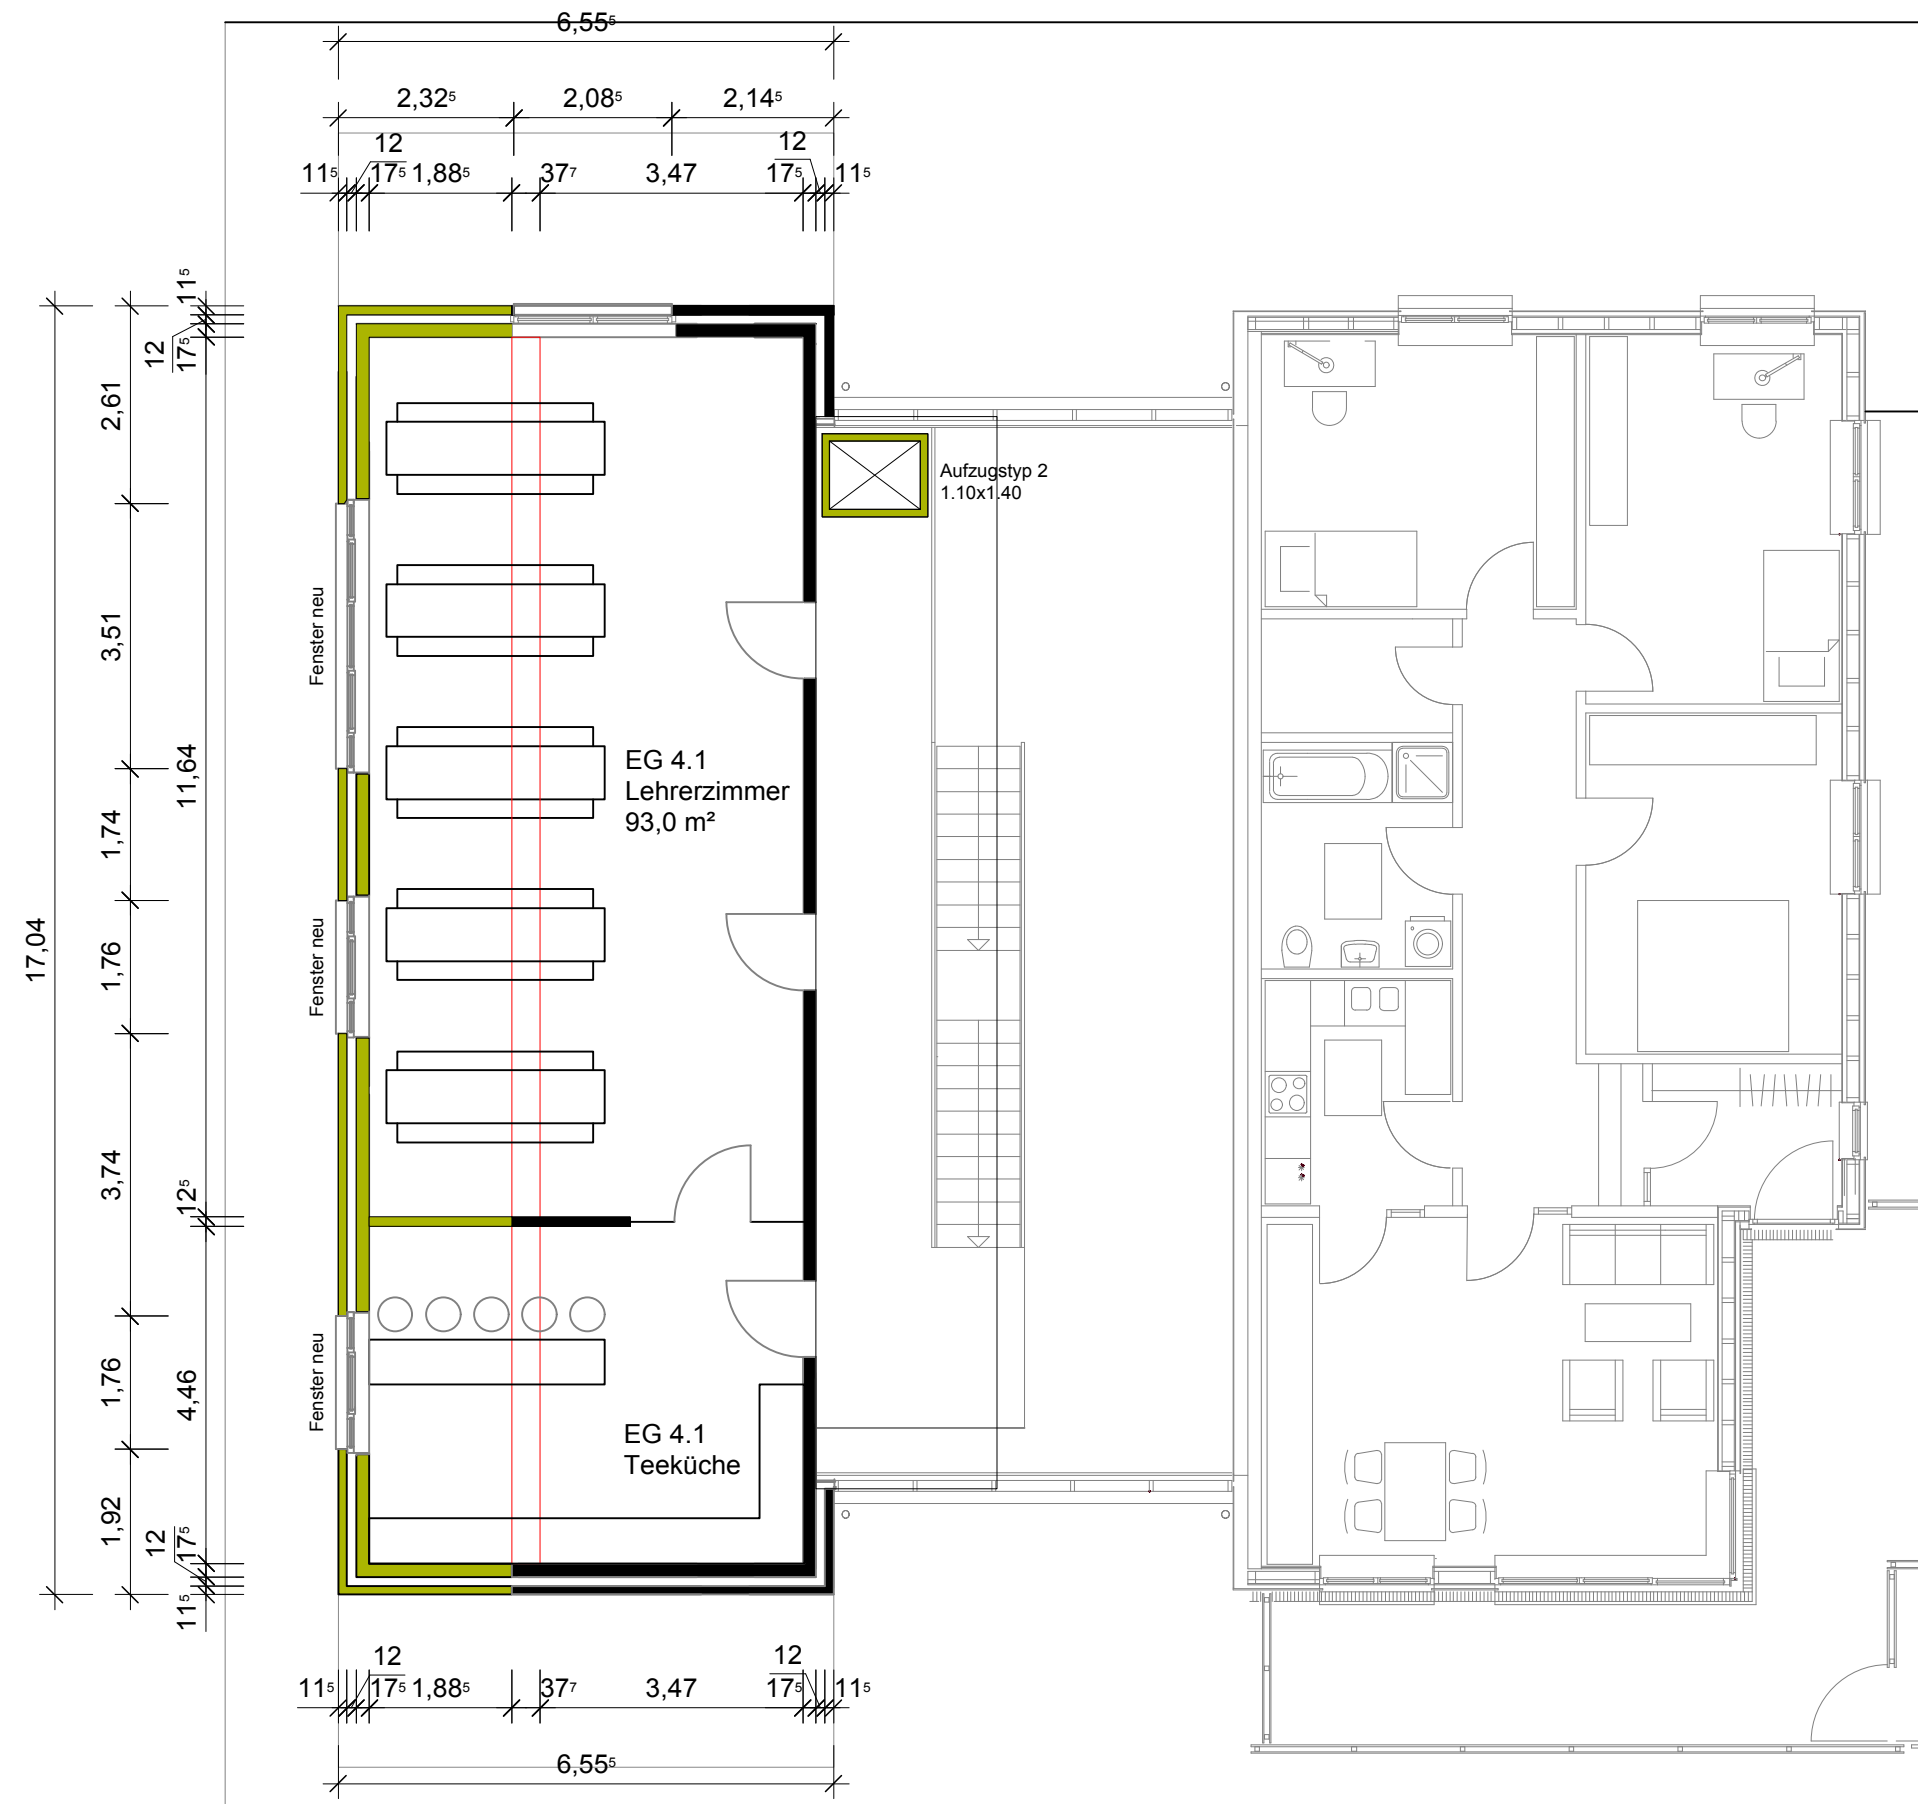 6,55⁵
2,32⁵ 2,08⁵ 2,14⁵
12 12
11⁵ 17⁵ 1,88⁵ 37⁷ 3,47 17⁵ 11⁵
11⁵
12
17⁵
2,61
3,51
1,74
1,76
3,74
1,76
1,92
17,04
11,64
12⁵
4,46
12
17⁵
11⁵
Fenster neu
Fenster neu
Fenster neu
Aufzugstyp 2
1.10x1.40
EG 4.1
Lehrerzimmer
93,0 m²
EG 4.1
Teeküche
12 12
11⁵ 17⁵ 1,88⁵ 37⁷ 3,47 17⁵ 11⁵
6,55⁵